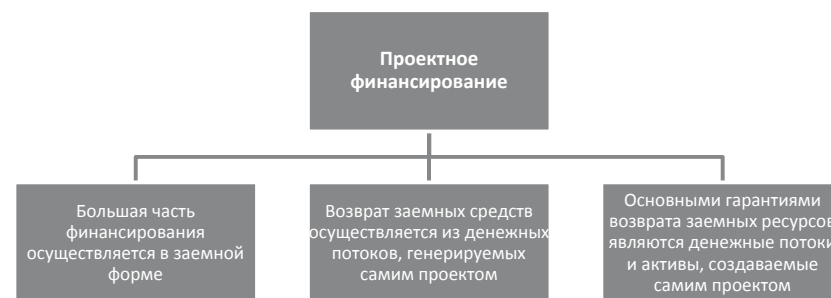 Проектное
финансирование
Большая часть
финансирования
осуществляется в заемной
форме
Возврат заемных средств
осуществляется из денежных
потоков, генерируемых
самим проектом
Основными гарантиями
возврата заемных ресурсов
являются денежные потоки
и активы, создаваемые
самим проектом